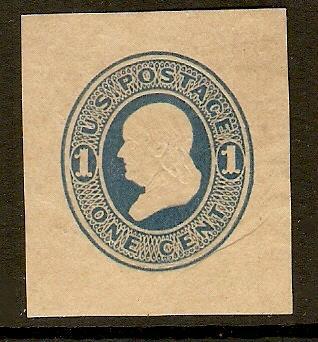 U.S. POSTAGE
1 1
ONE CENT